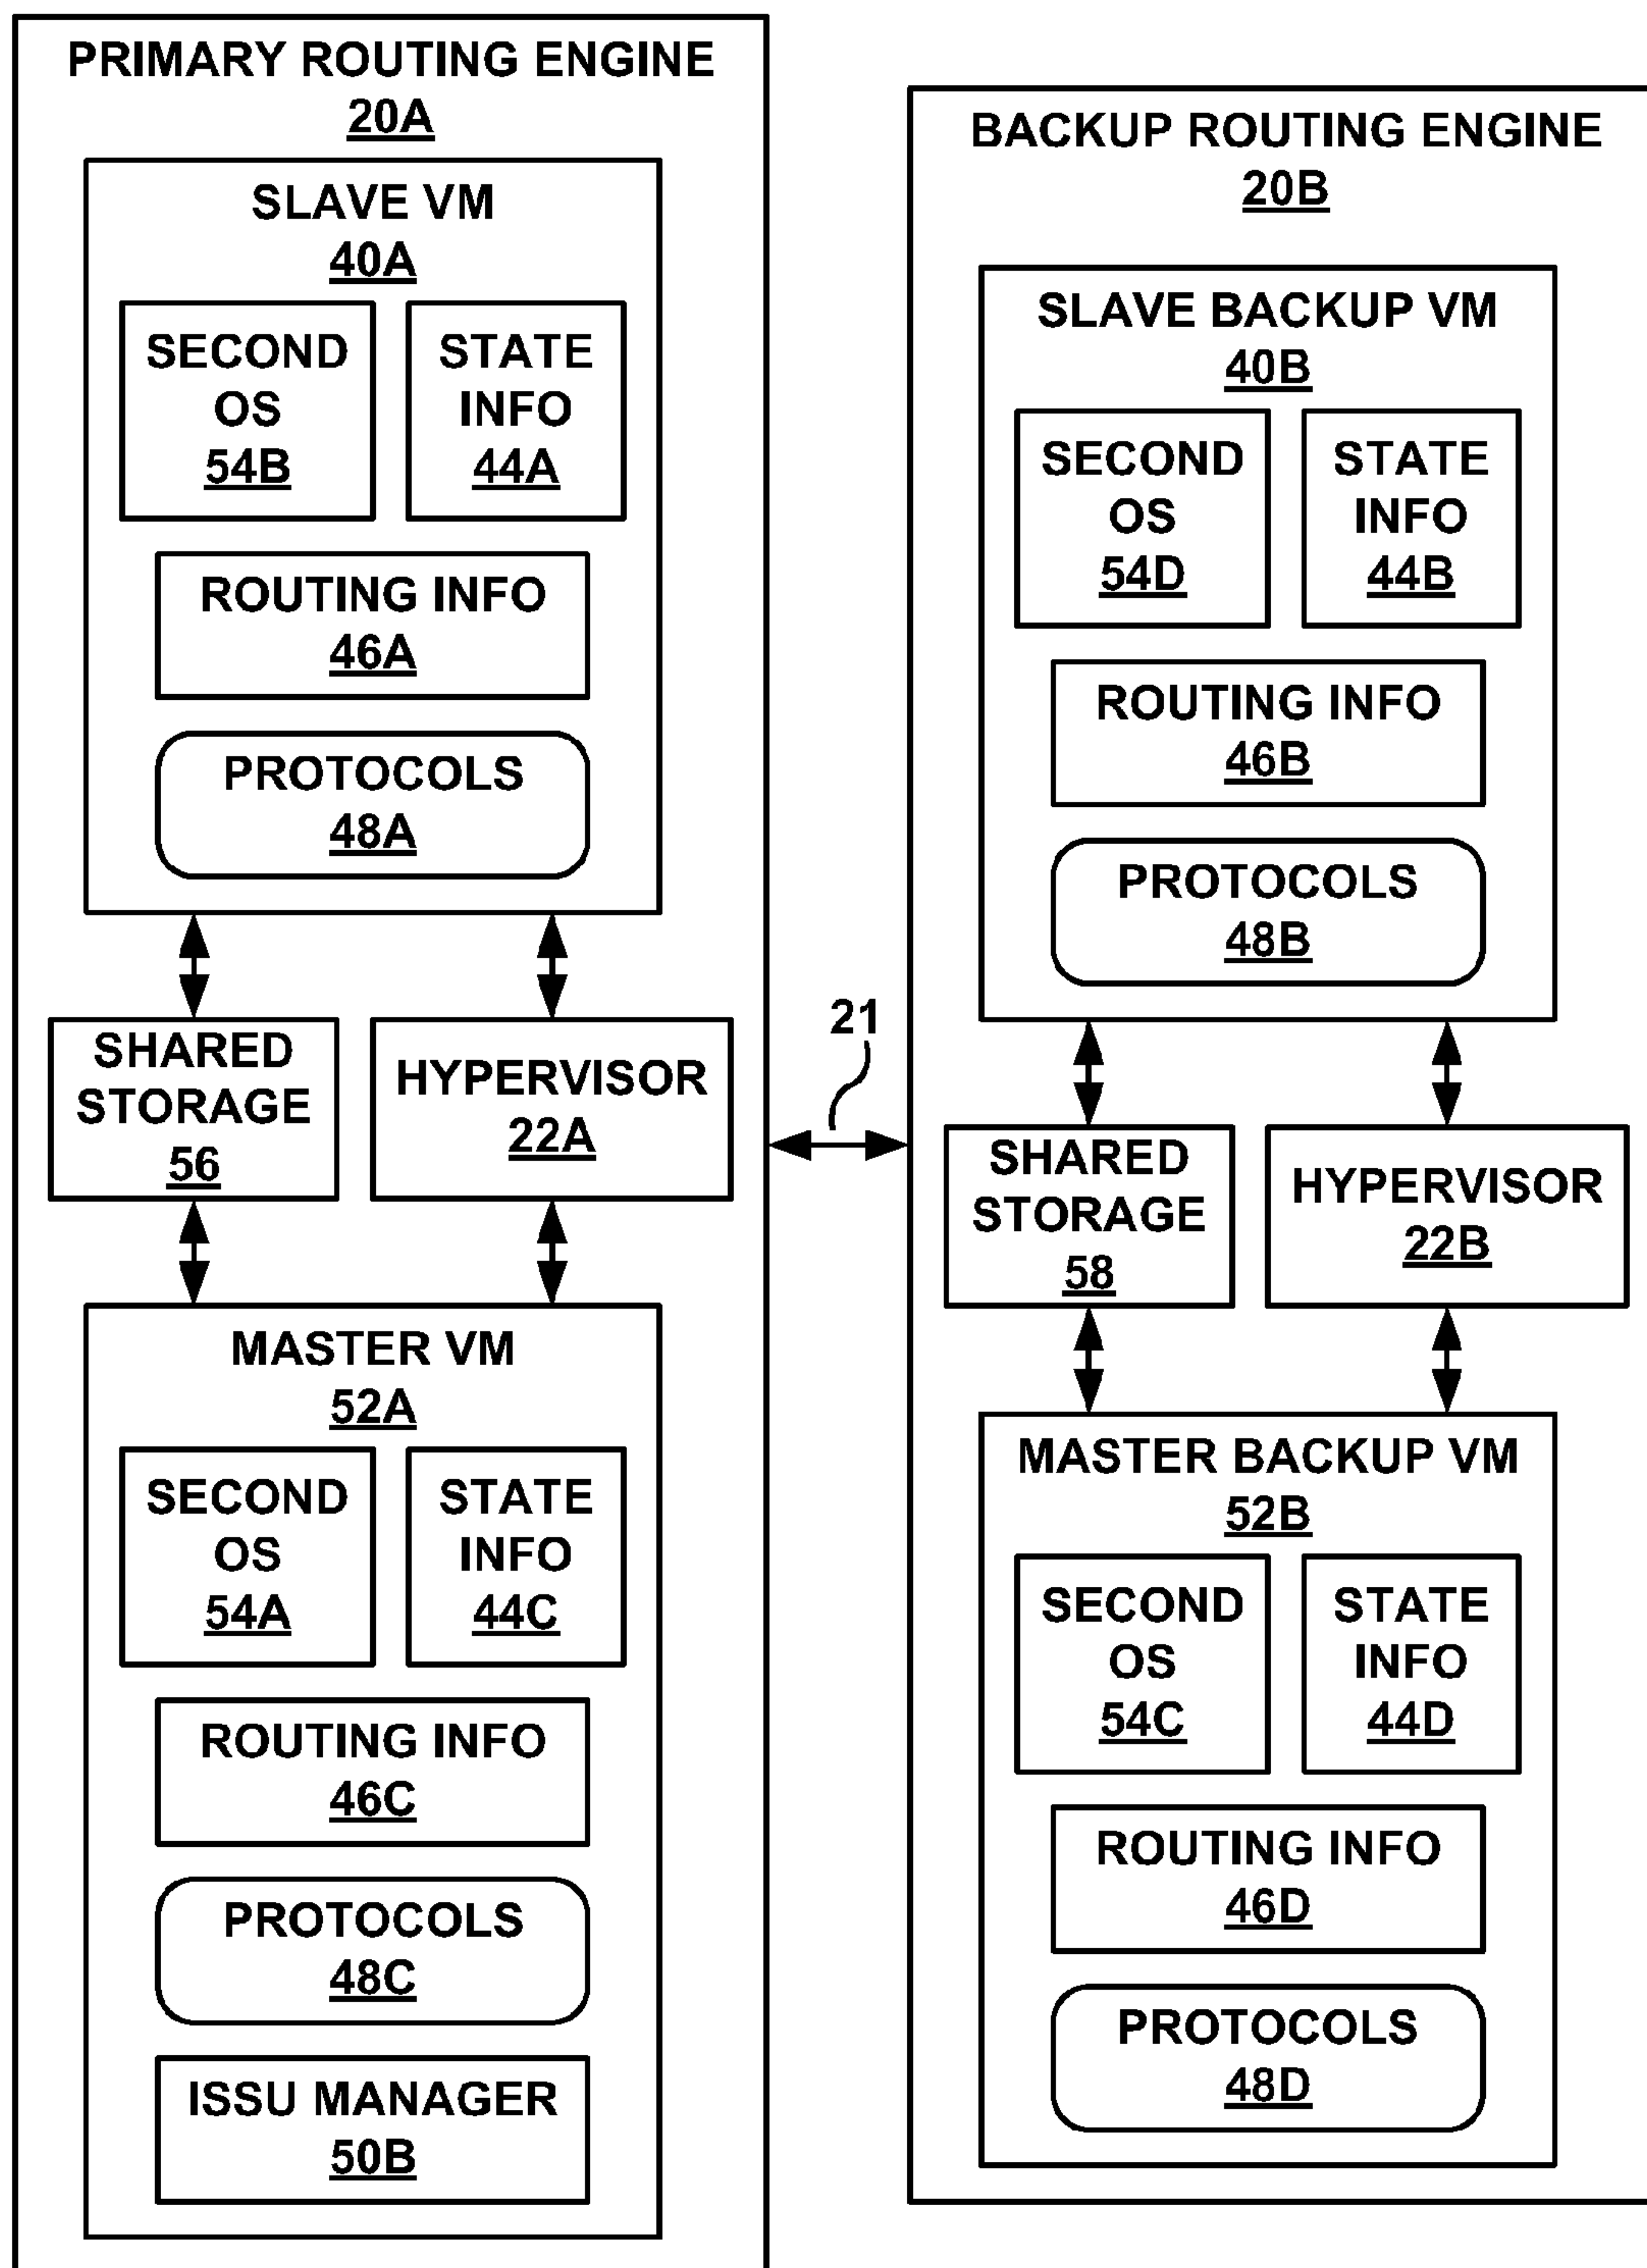 PRIMARY ROUTING ENGINE
20A
SLAVE VM
40A
SECOND
OS
54B
STATE
INFO
44A
ROUTING INFO
46A
PROTOCOLS
48A
SHARED
STORAGE
56
HYPERVISOR
22A
MASTER VM
52A
SECOND
OS
54A
STATE
INFO
44C
ROUTING INFO
46C
PROTOCOLS
48C
ISSU MANAGER
50B
21
BACKUP ROUTING ENGINE
20B
SLAVE BACKUP VM
40B
SECOND
OS
54D
STATE
INFO
44B
ROUTING INFO
46B
PROTOCOLS
48B
SHARED
STORAGE
58
HYPERVISOR
22B
MASTER BACKUP VM
52B
SECOND
OS
54C
STATE
INFO
44D
ROUTING INFO
46D
PROTOCOLS
48D